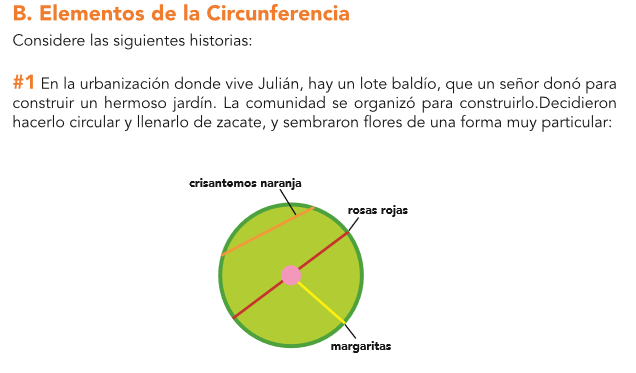 B. Elementos de la Circunferencia
Considere las siguientes historias:
#1 En la urbanización donde vive Julián, hay un lote baldío, que un señor donó para
construir un hermoso jardín. La comunidad se organizó para construirlo.Decidieron
hacerlo circular y llenarlo de zacate, y sembraron flores de una forma muy particular:
crisantemos naranja
rosas rojas
margaritas